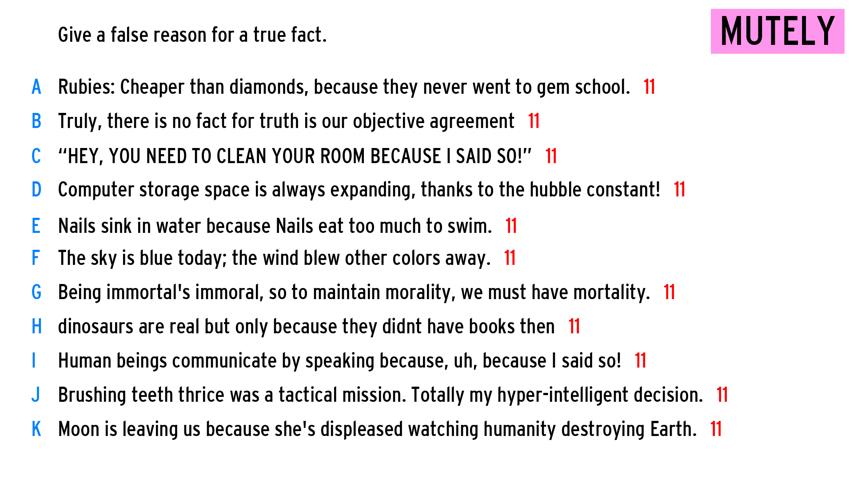 Give a false reason for a true fact.
MUTELY
A Rubies: Cheaper than diamonds, because they never went to gem school. 11
B Truly, there is no fact for truth is our objective agreement 11
C “HEY, YOU NEED TO CLEAN YOUR ROOM BECAUSE I SAID SO!” 11
D Computer storage space is always expanding, thanks to the hubble constant! 11
E Nails sink in water because Nails eat too much to swim. 11
F The sky is blue today; the wind blew other colors away. 11
G Being immortal's immoral, so to maintain morality, we must have mortality. 11
H dinosaurs are real but only because they didnt have books then 11
I Human beings communicate by speaking because, uh, because I said so! 11
J Brushing teeth thrice was a tactical mission. Totally my hyper-intelligent decision. 11
K Moon is leaving us because she's displeased watching humanity destroying Earth. 11